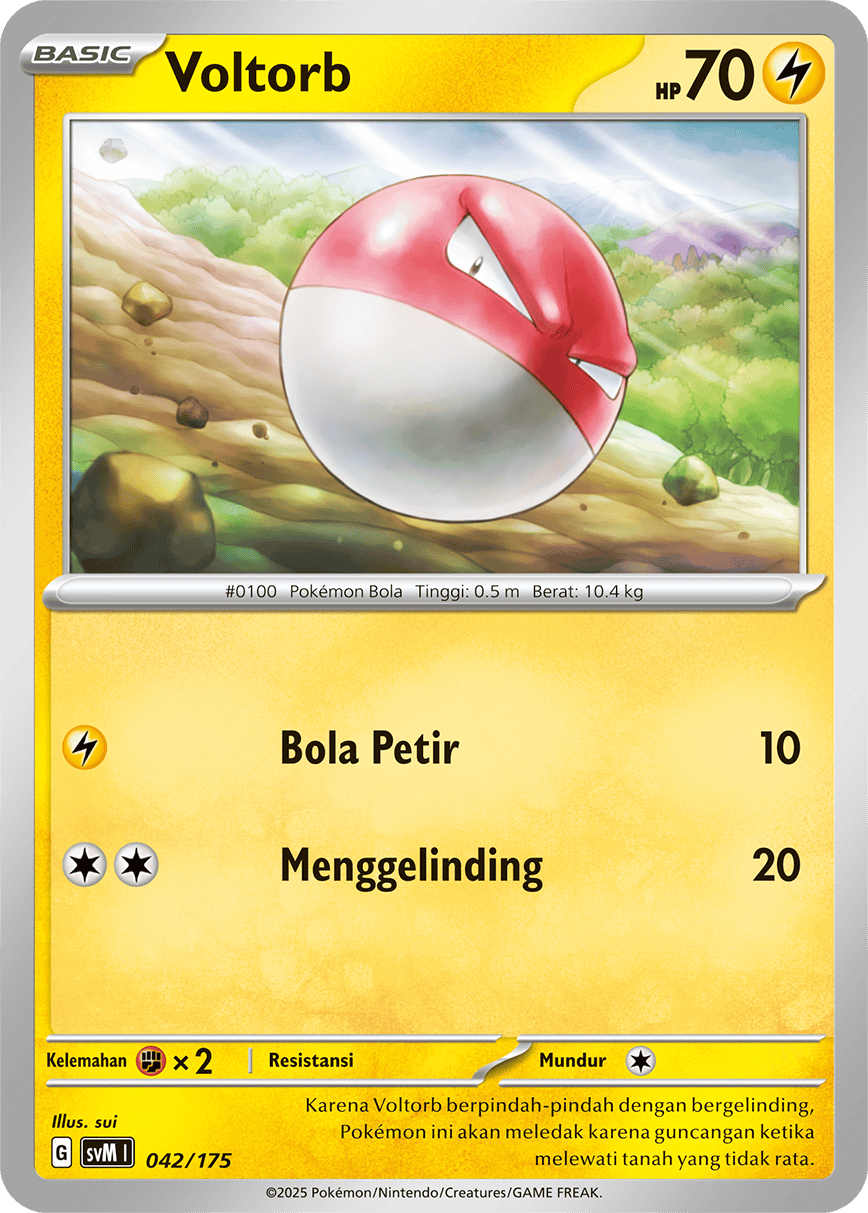 BASIC Voltorb HP 70
#0100 Pokémon Bola Tinggi: 0.5 m Berat: 10.4 kg
Bola Petir 10
Menggelinding 20
Kelemahan × 2 Resistansi Mundur
Illus. sui
Karena Voltorb berpindah-pindah dengan bergelinding,
Pokémon ini akan meledak karena guncangan ketika
melewati tanah yang tidak rata.
G svM I 042/175
©2025 Pokémon/Nintendo/Creatures/GAME FREAK.